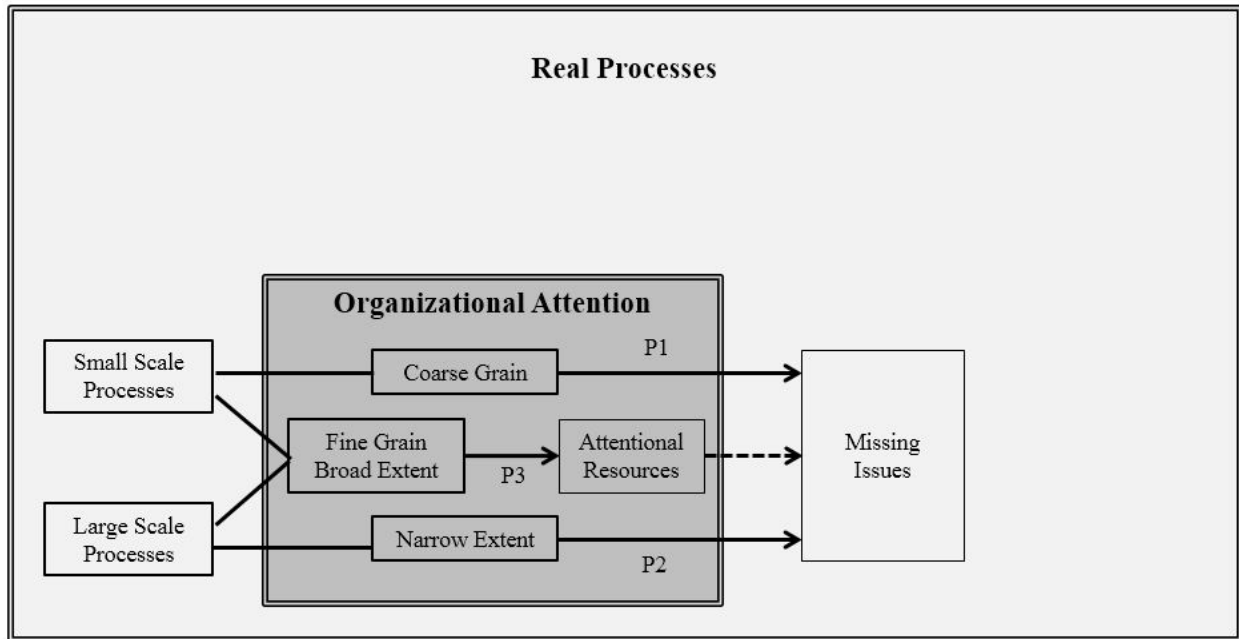 Real Processes
Organizational Attention
Small Scale
Processes
Coarse Grain
P1
Fine Grain
Broad Extent
P3
Attentional
Resources
Missing
Issues
Large Scale
Processes
Narrow Extent
P2